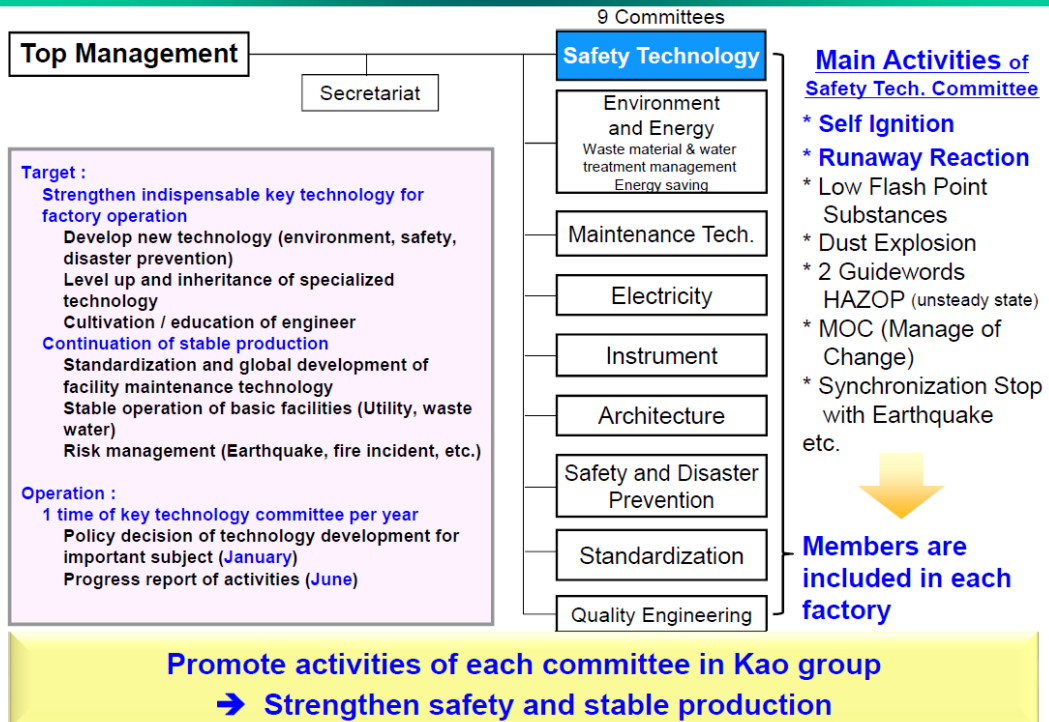 9 Committees
Top Management
Secretariat
Safety Technology
Environment
and Energy
Waste material & water
treatment management
Energy saving
Maintenance Tech.
Electricity
Instrument
Architecture
Safety and Disaster
Prevention
Standardization
Quality Engineering
Target :
Strengthen indispensable key technology for
factory operation
Develop new technology (environment, safety,
disaster prevention)
Level up and inheritance of specialized
technology
Cultivation / education of engineer
Continuation of stable production
Standardization and global development of
facility maintenance technology
Stable operation of basic facilities (Utility, waste
water)
Risk management (Earthquake, fire incident, etc.)
Operation :
1 time of key technology committee per year
Policy decision of technology development for
important subject (January)
Progress report of activities (June)
Main Activities of
Safety Tech. Committee
* Self Ignition
* Runaway Reaction
* Low Flash Point
Substances
* Dust Explosion
* 2 Guidewords
HAZOP (unsteady state)
* MOC (Manage of
Change)
* Synchronization Stop
with Earthquake
etc.
Members are
included in each
factory
Promote activities of each committee in Kao group
➔ Strengthen safety and stable production